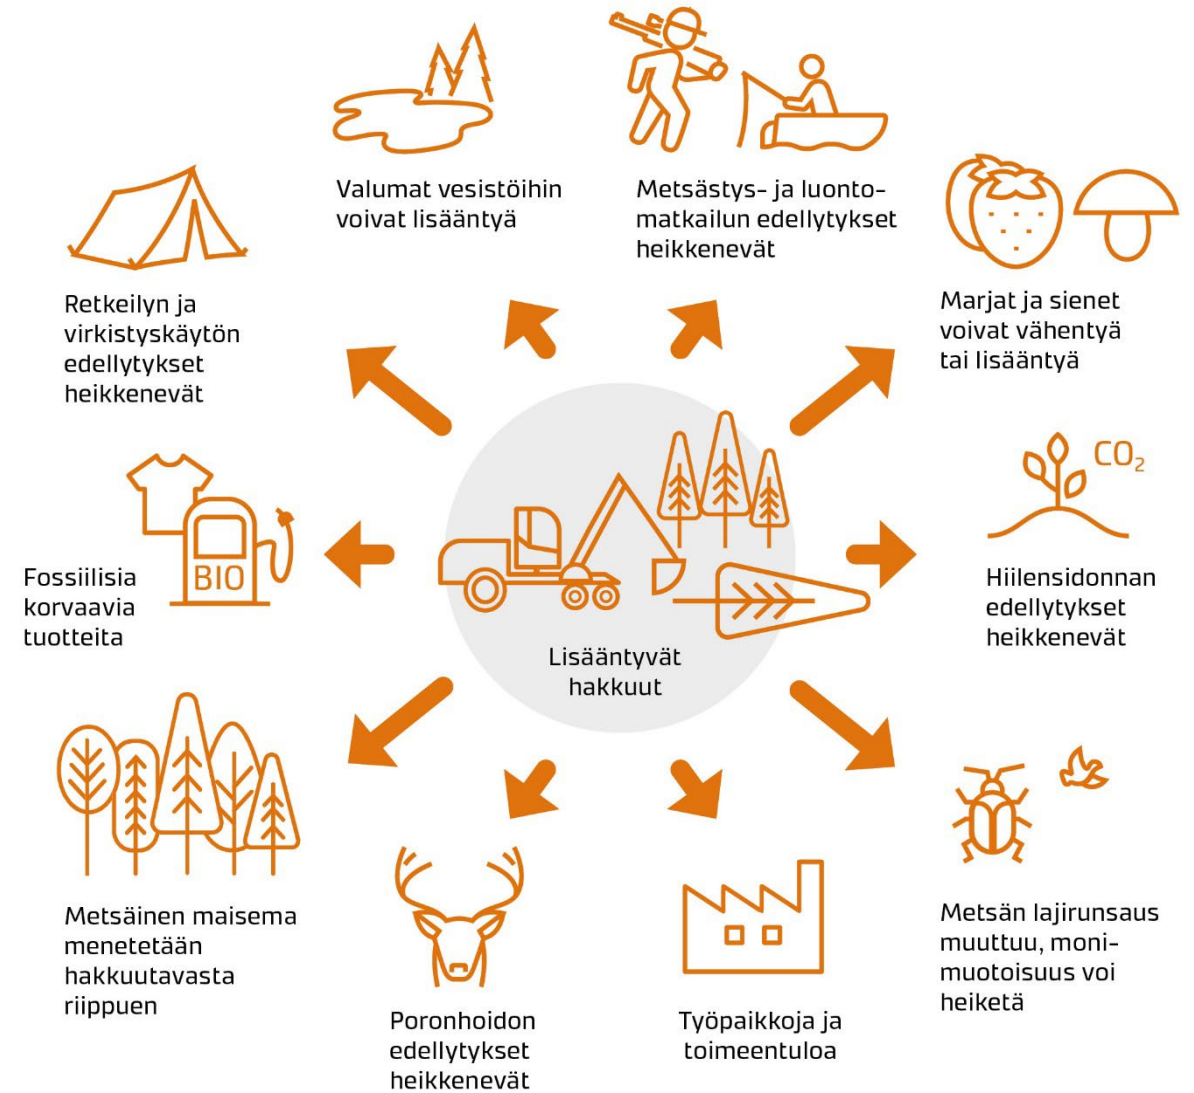 Valumat vesistöihin
voivat lisääntyä
Metsästys- ja luonto-
matkailun edellytykset
heikkenevät
Marjat ja sienet
voivat vähentyä
tai lisääntyä
Retkeilyn ja
virkistyskäytön
edellytykset
heikkenevät
CO₂
Hiilensidonnan
edellytykset
heikkenevät
BIO
Fossiilisia
korvaavia
tuotteita
Lisääntyvät
hakkuut
Metsäinen maisema
menetetään
hakkuutavasta
riippuen
Poronhoidon
edellytykset
heikkenevät
Työpaikkoja ja
toimeentuloa
Metsän lajirunsaus
muuttuu, moni-
muotoisuus voi
heiketä